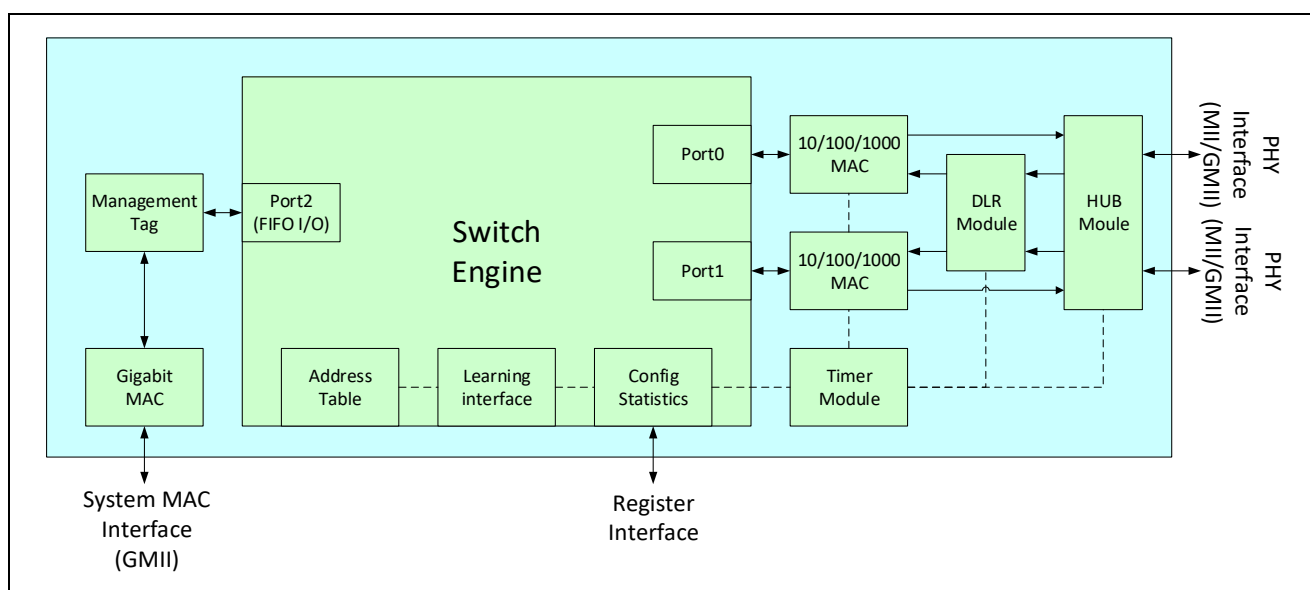 Port0
10/100/1000
MAC
DLR
Module
HUB
Moule
PHY
Interface
(MII/GMII)
Management
Tag
Port2
(FIFO I/O)
Switch
Engine
Port1
10/100/1000
MAC
PHY
Interface
(MII/GMII)
Gigabit
MAC
Address
Table
Learning
interface
Config
Statistics
Timer
Module
System MAC
Interface
(GMII)
Register
Interface